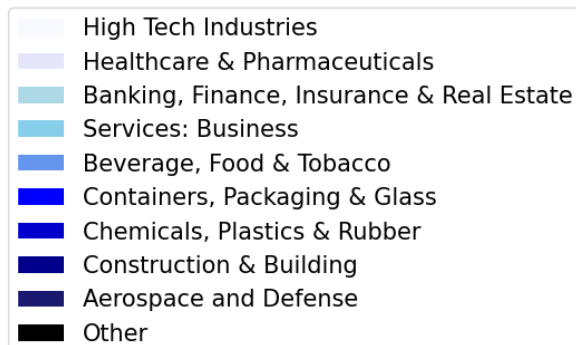 High Tech Industries
Healthcare & Pharmaceuticals
Banking, Finance, Insurance & Real Estate
Services: Business
Beverage, Food & Tobacco
Containers, Packaging & Glass
Chemicals, Plastics & Rubber
Construction & Building
Aerospace and Defense
Other